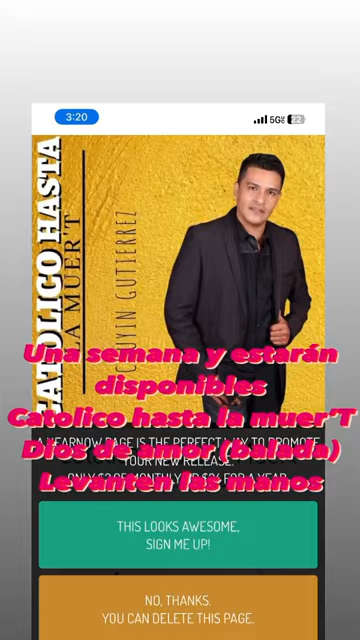 3:20
5G
22
CATOLICO HASTA
LA MUER'T
CHUYIN GUTIERREZ
Una semana y estarán
disponibles
Catolico hasta la muer'T
Dios de amor (balada)
Levanten las manos
A HEARNOW PAGE IS THE PERFECT WAY TO PROMOTE
YOUR NEW RELEASE.
THIS LOOKS AWESOME,
SIGN ME UP!
NO, THANKS.
YOU CAN DELETE THIS PAGE.